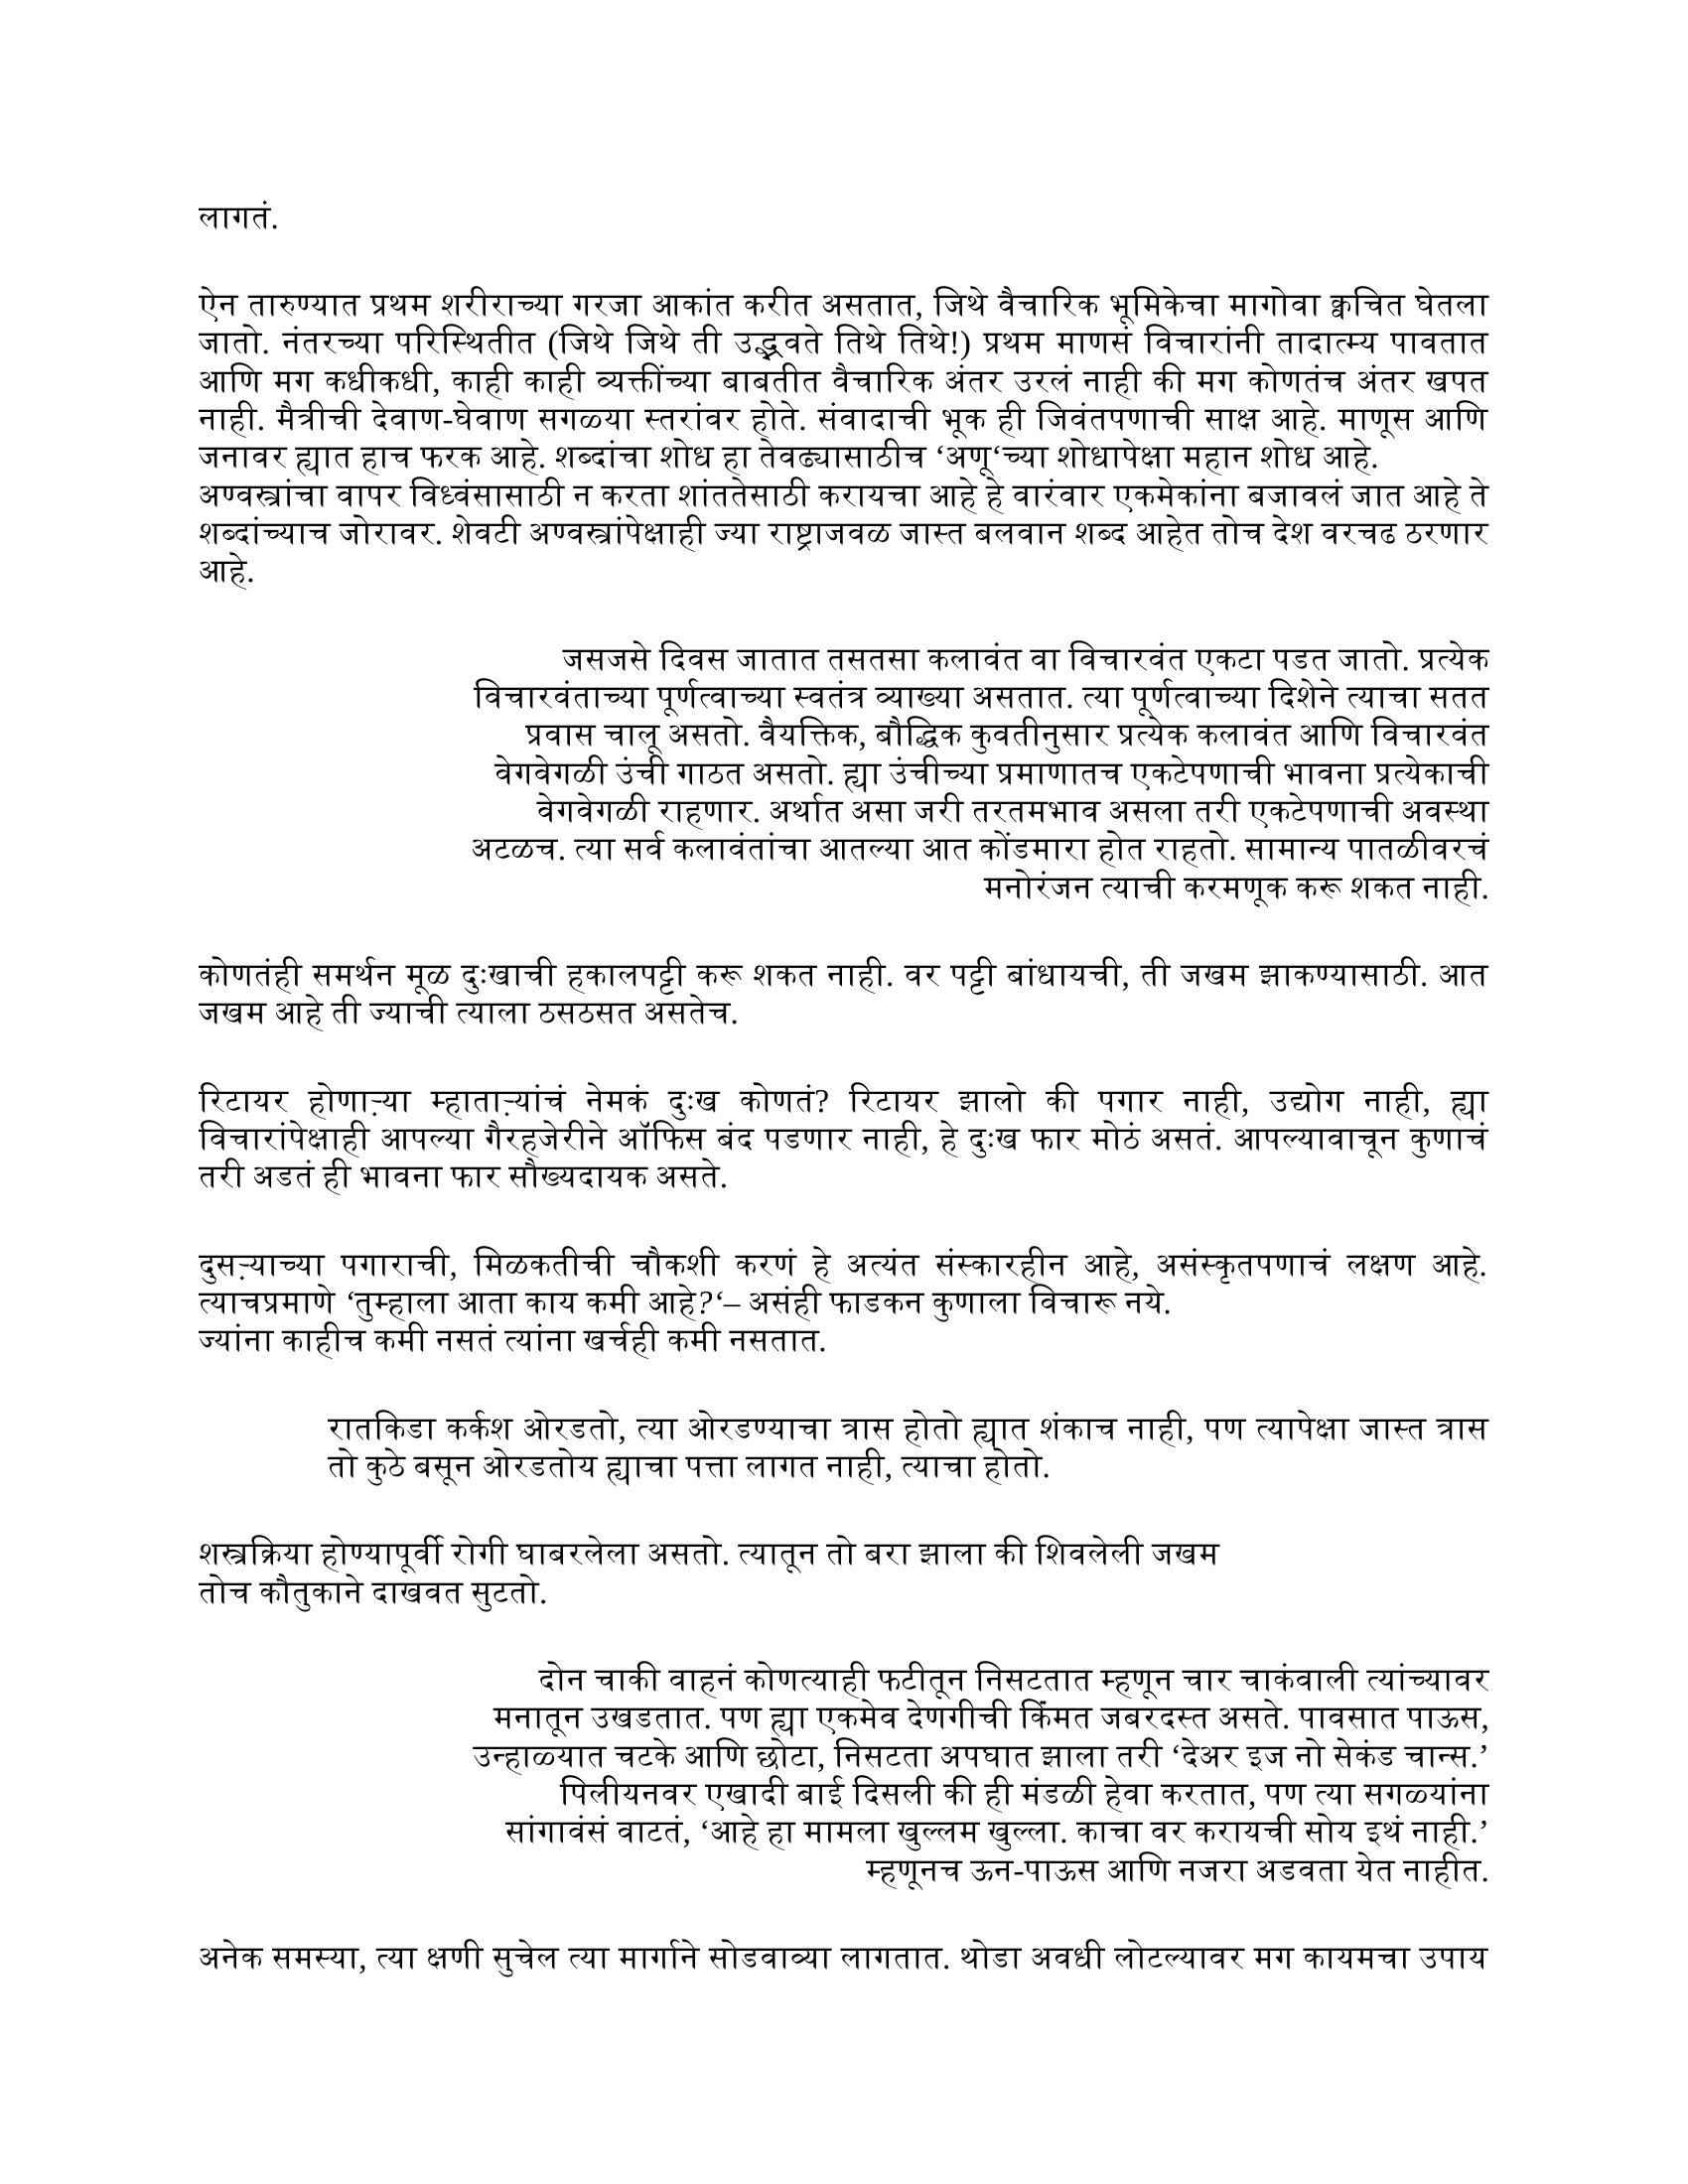 लागतं.
ऐन तारुण्यात प्रथम शरीराच्या गरजा आकांत करीत असतात, जिथे वैचारिक भूमिकेचा मागोवा क्वचित घेतला
जातो. नंतरच्या परिस्थितीत (जिथे जिथे ती उद्भवते तिथे तिथे!) प्रथम माणसं विचारांनी तादात्म्य पावतात
आणि मग कधीकधी, काही काही व्यक्तींच्या बाबतीत वैचारिक अंतर उरलं नाही की मग कोणतंच अंतर खपत
नाही. मैत्रीची देवाण-घेवाण सगळ्या स्तरांवर होते. संवादाची भूक ही जिवंतपणाची साक्ष आहे. माणूस आणि
जनावर ह्यात हाच फरक आहे. शब्दांचा शोध हा तेवढ्यासाठीच ‘अणू‘च्या शोधापेक्षा महान शोध आहे.
अण्वस्त्रांचा वापर विध्वंसासाठी न करता शांततेसाठी करायचा आहे हे वारंवार एकमेकांना बजावलं जात आहे ते
शब्दांच्याच जोरावर. शेवटी अण्वस्त्रांपेक्षाही ज्या राष्ट्राजवळ जास्त बलवान शब्द आहेत तोच देश वरचढ ठरणार
आहे.
जसजसे दिवस जातात तसतसा कलावंत वा विचारवंत एकटा पडत जातो. प्रत्येक
विचारवंताच्या पूर्णत्वाच्या स्वतंत्र व्याख्या असतात. त्या पूर्णत्वाच्या दिशेने त्याचा सतत
प्रवास चालू असतो. वैयक्तिक, बौद्धिक कुवतीनुसार प्रत्येक कलावंत आणि विचारवंत
वेगवेगळी उंची गाठत असतो. ह्या उंचीच्या प्रमाणातच एकटेपणाची भावना प्रत्येकाची
वेगवेगळी राहणार. अर्थात असा जरी तरतमभाव असला तरी एकटेपणाची अवस्था
अटळच. त्या सर्व कलावंतांचा आतल्या आत कोंडमारा होत राहतो. सामान्य पातळीवरचं
मनोरंजन त्याची करमणूक करू शकत नाही.
कोणतंही समर्थन मूळ दुःखाची हकालपट्टी करू शकत नाही. वर पट्टी बांधायची, ती जखम झाकण्यासाठी. आत
जखम आहे ती ज्याची त्याला ठसठसत असतेच.
रिटायर होणाऱ्या म्हाताऱ्यांचं नेमकं दुःख कोणतं? रिटायर झालो की पगार नाही, उद्योग नाही, ह्या
विचारांपेक्षाही आपल्या गैरहजेरीने ऑफिस बंद पडणार नाही, हे दुःख फार मोठं असतं. आपल्यावाचून कुणाचं
तरी अडतं ही भावना फार सौख्यदायक असते.
दुसऱ्याच्या पगाराची, मिळकतीची चौकशी करणं हे अत्यंत संस्कारहीन आहे, असंस्कृतपणाचं लक्षण आहे.
त्याचप्रमाणे ‘तुम्हाला आता काय कमी आहे?‘– असंही फाडकन कुणाला विचारू नये.
ज्यांना काहीच कमी नसतं त्यांना खर्चही कमी नसतात.
रातकिडा कर्कश ओरडतो, त्या ओरडण्याचा त्रास होतो ह्यात शंकाच नाही, पण त्यापेक्षा जास्त त्रास
तो कुठे बसून ओरडतोय ह्याचा पत्ता लागत नाही, त्याचा होतो.
शस्त्रक्रिया होण्यापूर्वी रोगी घाबरलेला असतो. त्यातून तो बरा झाला की शिवलेली जखम
तोच कौतुकाने दाखवत सुटतो.
दोन चाकी वाहनं कोणत्याही फटीतून निसटतात म्हणून चार चाकंवाली त्यांच्यावर
मनातून उखडतात. पण ह्या एकमेव देणगीची किंमत जबरदस्त असते. पावसात पाऊस,
उन्हाळ्यात चटके आणि छोटा, निसटता अपघात झाला तरी ‘देअर इज नो सेकंड चान्स.’
पिलीयनवर एखादी बाई दिसली की ही मंडळी हेवा करतात, पण त्या सगळ्यांना
सांगावंसं वाटतं, ‘आहे हा मामला खुल्लम खुल्ला. काचा वर करायची सोय इथं नाही.’
म्हणूनच ऊन-पाऊस आणि नजरा अडवता येत नाहीत.
अनेक समस्या, त्या क्षणी सुचेल त्या मार्गाने सोडवाव्या लागतात. थोडा अवधी लोटल्यावर मग कायमचा उपाय